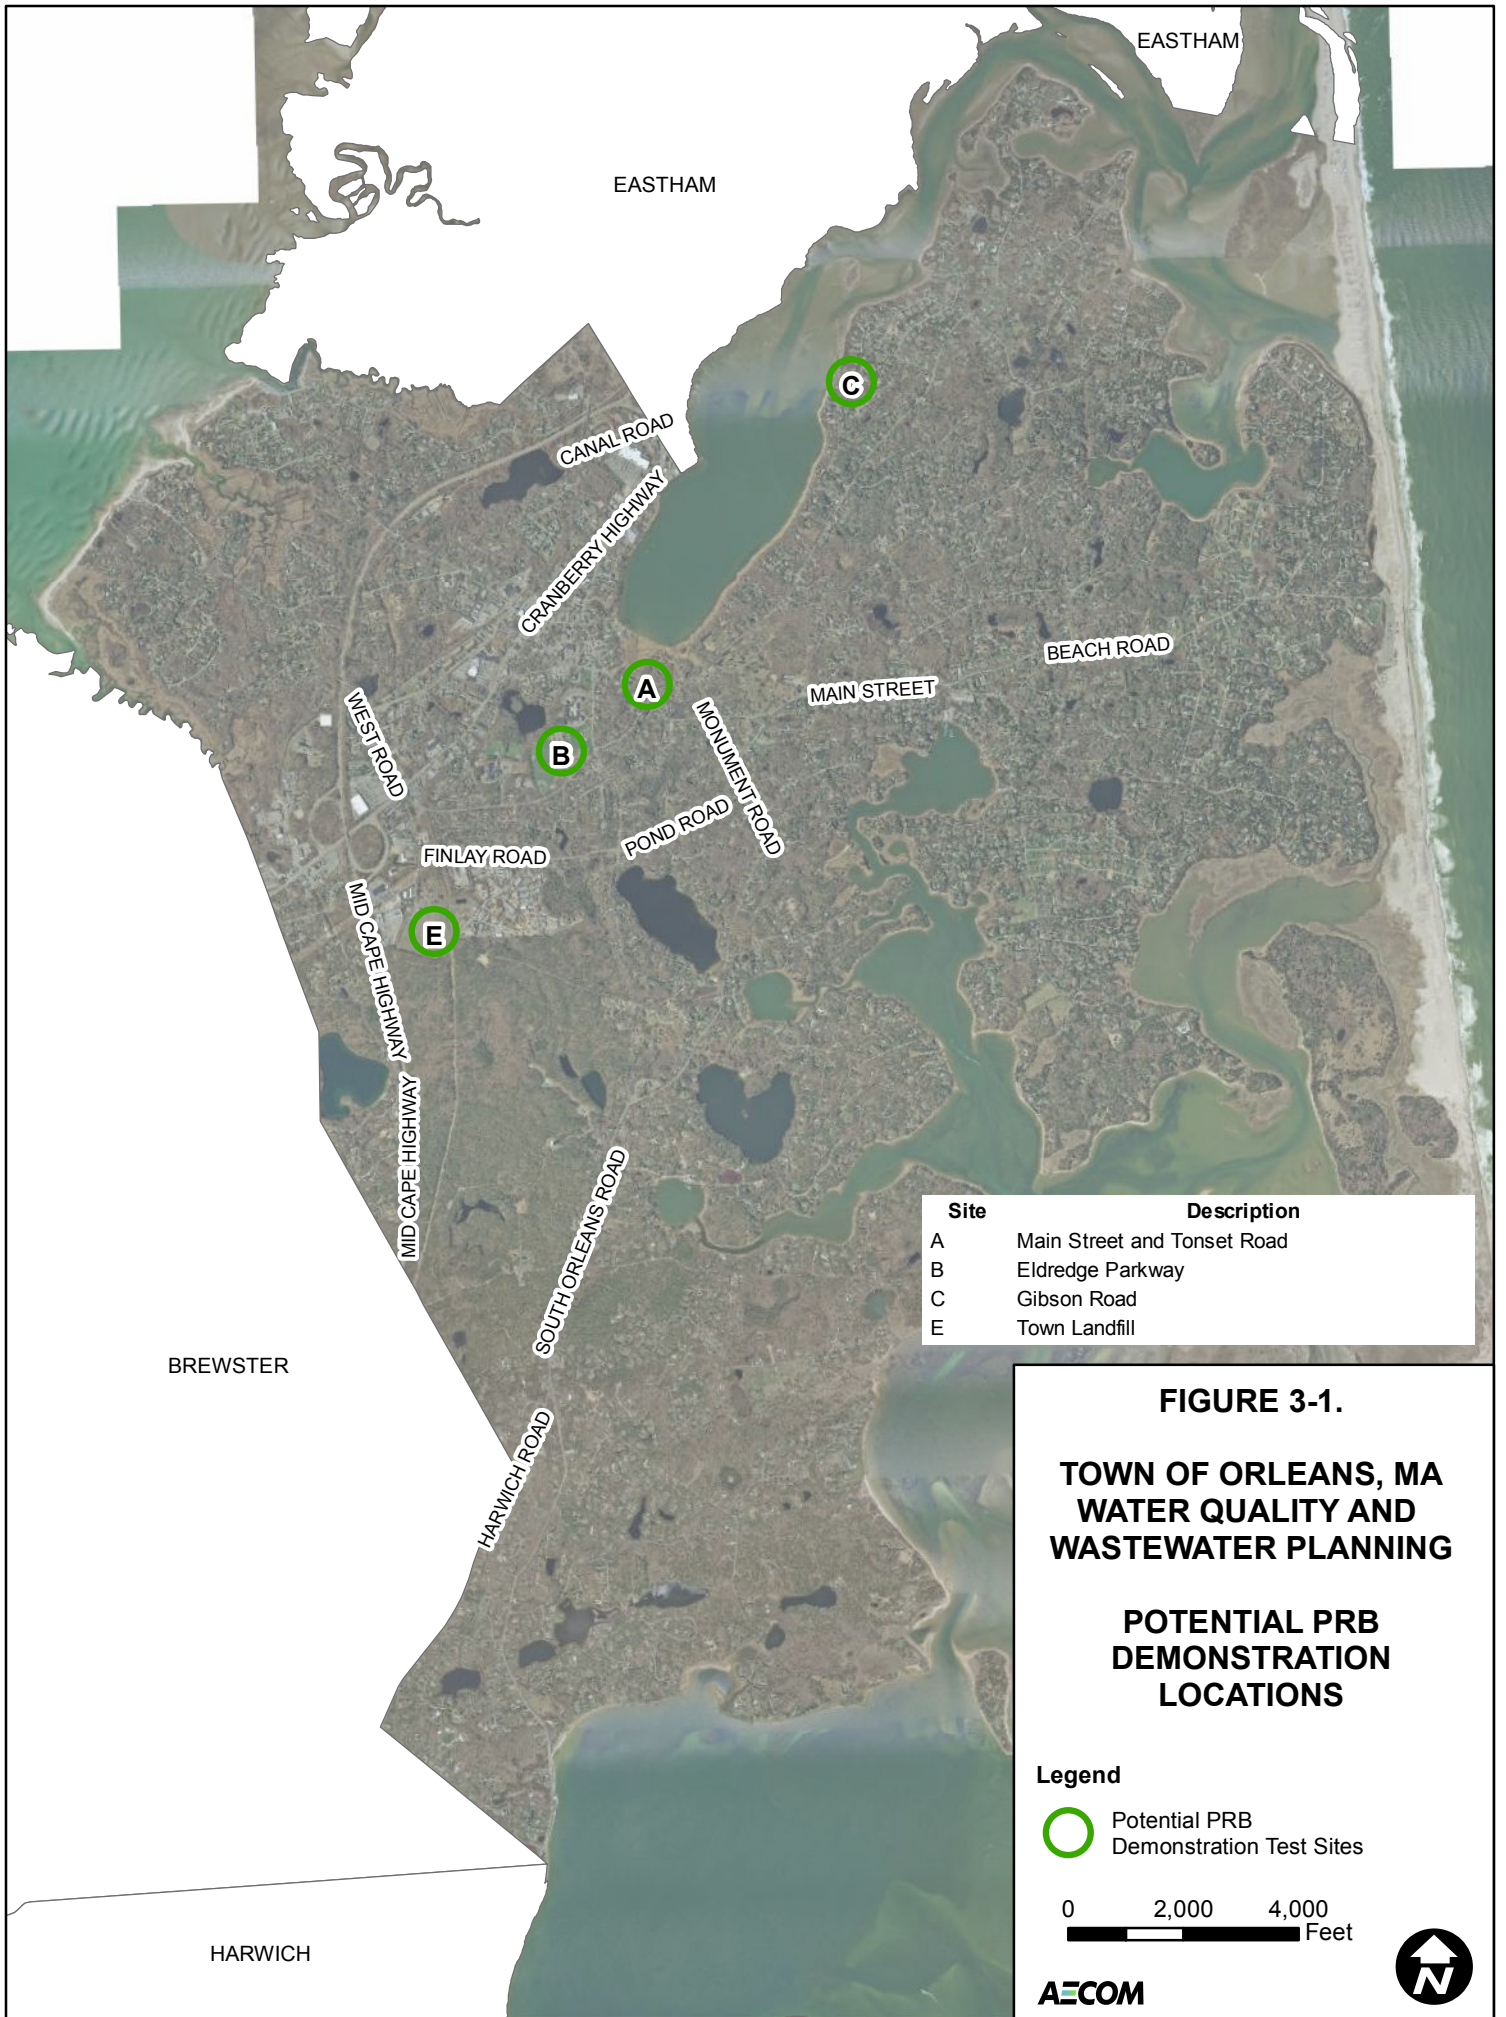 EASTHAM
EASTHAM
C
CANAL ROAD
CRANBERRY HIGHWAY
BEACH ROAD
A
MAIN STREET
WEST ROAD
MONUMENT ROAD
B
POND ROAD
FINLAY ROAD
MID CAPE HIGHWAY
E
MID CAPE HIGHWAY
SOUTH ORLEANS ROAD
Site Description
A Main Street and Tonset Road
B Eldredge Parkway
C Gibson Road
E Town Landfill
BREWSTER
HARWICH ROAD
HARWICH
FIGURE 3-1.
TOWN OF ORLEANS, MA
WATER QUALITY AND
WASTEWATER PLANNING
POTENTIAL PRB
DEMONSTRATION
LOCATIONS
Legend
Potential PRB
Demonstration Test Sites
0 2,000 4,000
Feet
AECOM
N